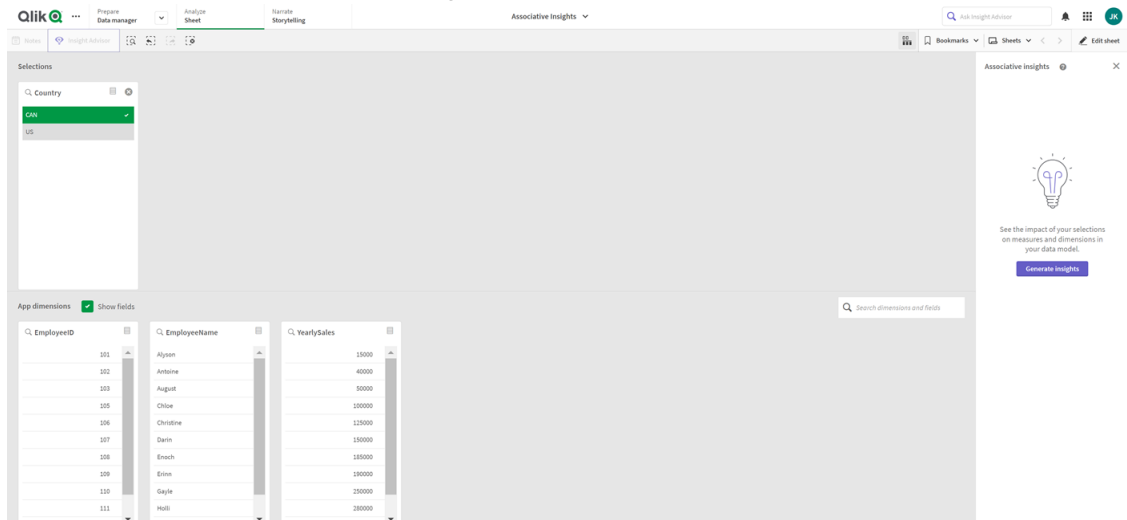 Qlik
Prepare
Data manager
Analyze
Sheet
Narrate
Storytelling
Associative Insights
Ask Insight Advisor
JK
Notes
Insight Advisor
Bookmarks
Sheets
Edit sheet
Selections
Associative insights
Country
CAN
US
See the impact of your selections
on measures and dimensions in
your data model.
Generate insights
App dimensions
Show fields
Search dimensions and fields
EmployeeID
101
102
103
105
106
107
108
109
110
111
EmployeeName
Alyson
Antoine
August
Chloe
Christine
Darin
Enoch
Erinn
Gayle
Holli
YearlySales
15000
40000
50000
100000
125000
150000
185000
190000
250000
280000